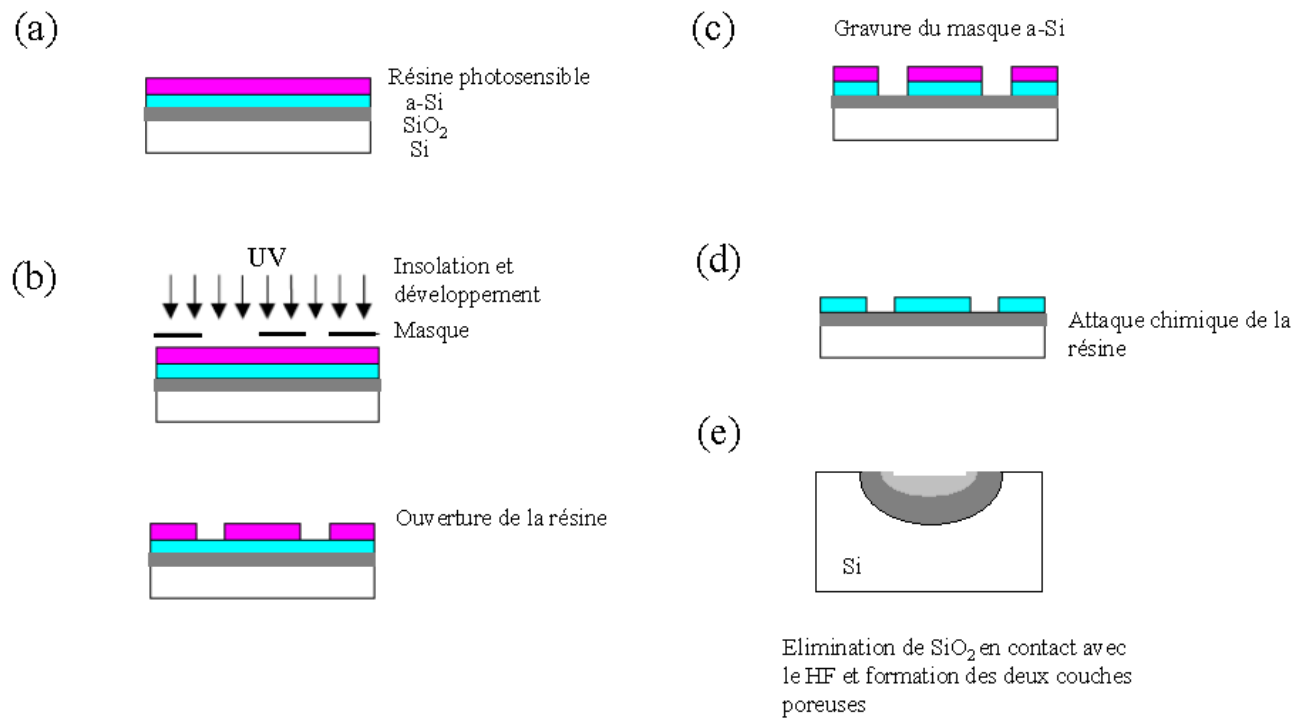 (a)
Résine photosensible
a-Si
SiO2
Si
(b)
UV
Insolation et
développement
Masque
Ouverture de la résine
(c)
Gravure du masque a-Si
(d)
Attaque chimique de la
résine
(e)
Si
Elimination de SiO2 en contact avec
le HF et formation des deux couches
poreuses